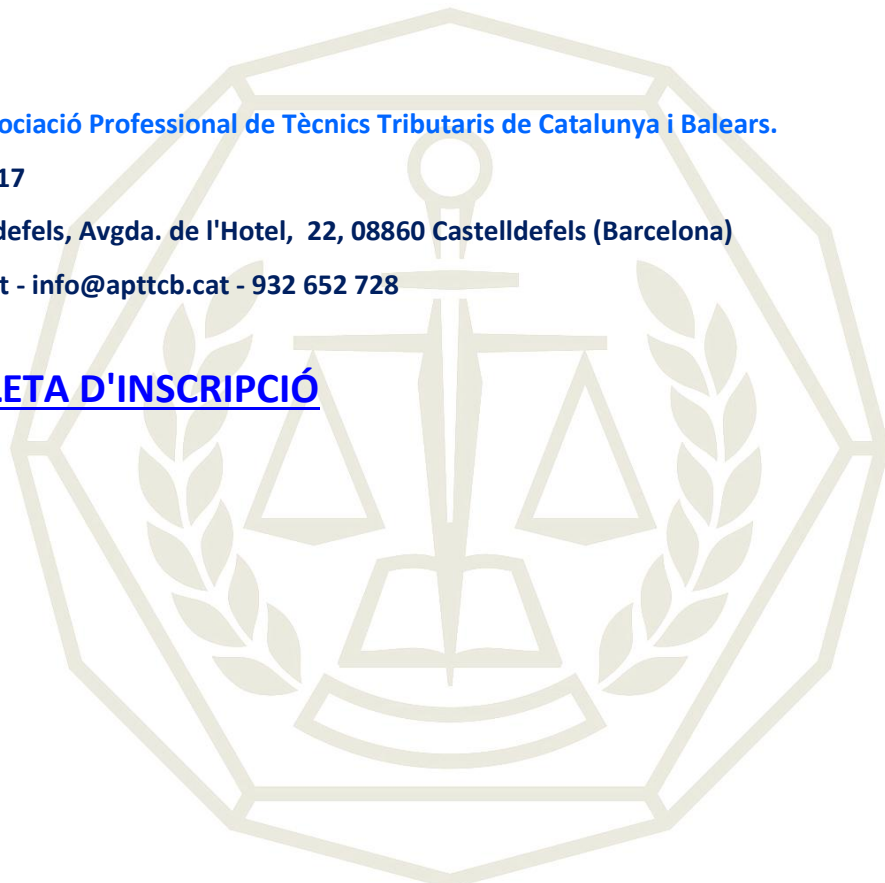 ociació Professional de Tècnics Tributaris de Catalunya i Balears.
17
defels, Avgda. de l'Hotel, 22, 08860 Castelldefels (Barcelona)
t - info@apttcb.cat - 932 652 728
LETA D'INSCRIPCIÓ